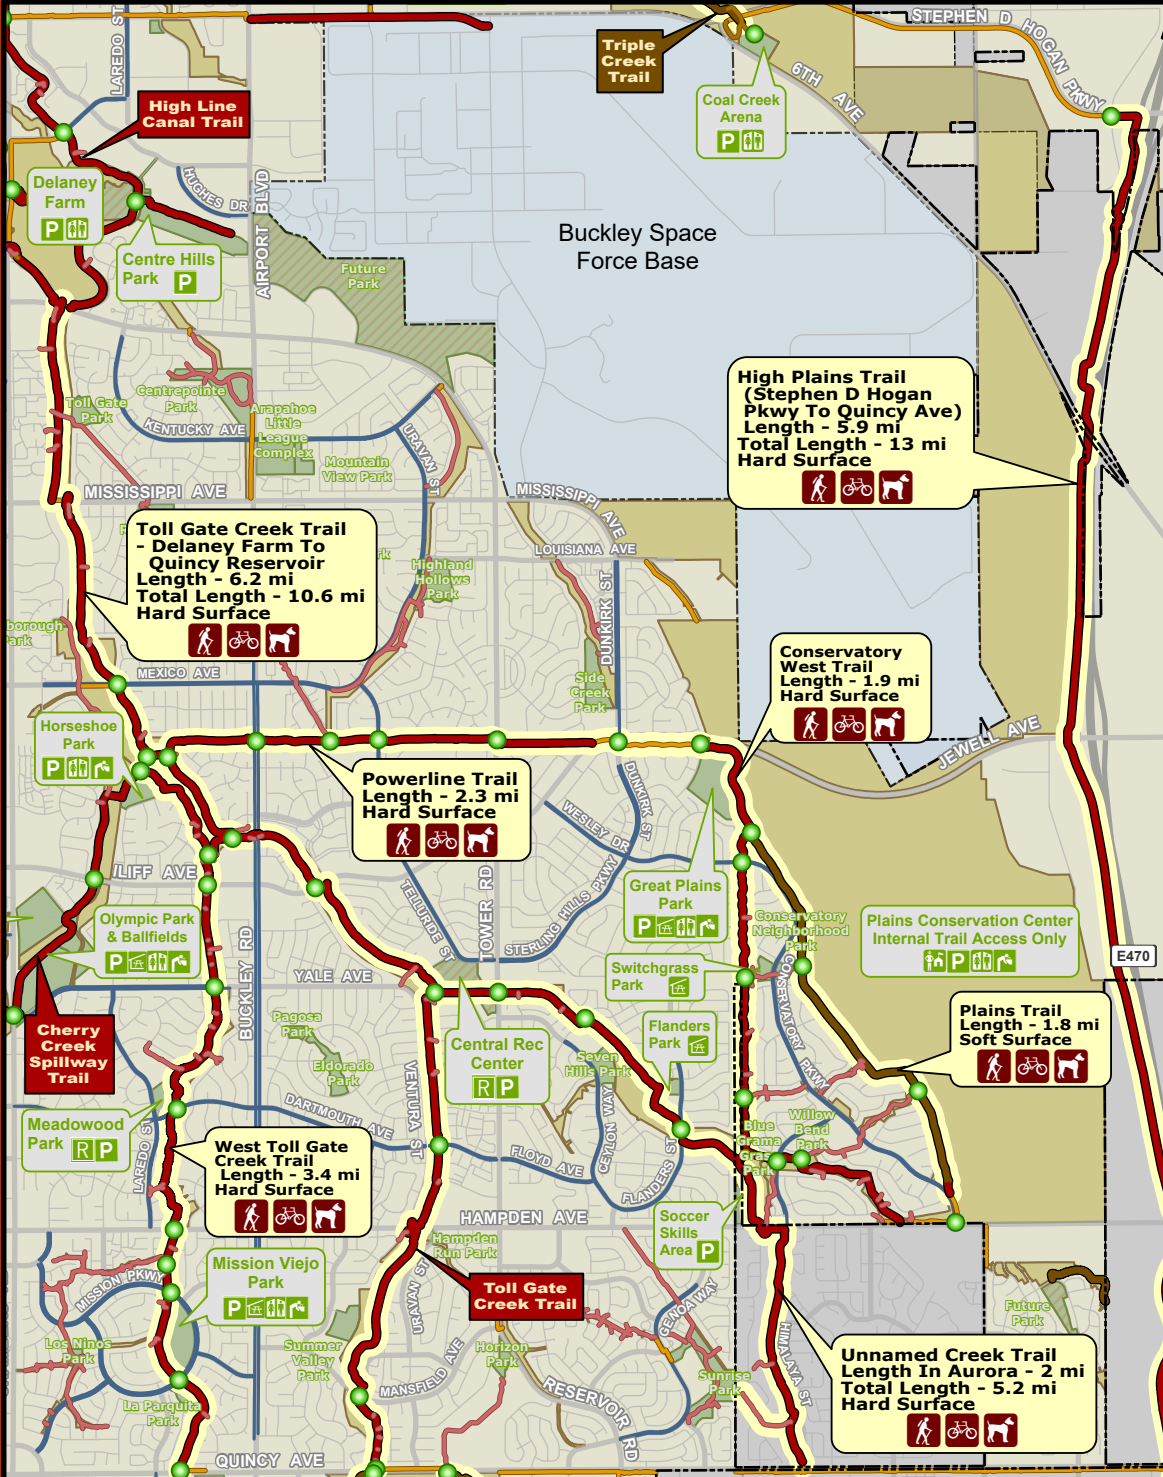 STEPHEN D HOGAN PKWY
LAREDO ST
Triple
Creek
Trail
6TH AVE
High Line
Canal Trail
Coal Creek
Arena
P
HUGHES DR
AIRPORT BLVD
Delaney
Farm
P
Centre Hills
Park P
Buckley Space
Force Base
Future
Park
High Plains Trail
(Stephen D Hogan
Pkwy To Quincy Ave)
Length - 5.9 mi
Total Length - 13 mi
Hard Surface
Centrepointe
Park
Toll Gate
Park
Arapahoe
Little
League
Complex
KENTUCKY AVE
URAVAN ST
Mountain
View Park
MISSISSIPPI AVE
MISSISSIPPI AVE
Toll Gate Creek Trail
- Delaney Farm To
Quincy Reservoir
Length - 6.2 mi
Total Length - 10.6 mi
Hard Surface
LOUISIANA AVE
Highland
Hollows
Park
DUNKIRK ST
borough
Park
Conservatory
West Trail
Length - 1.9 mi
Hard Surface
MEXICO AVE
Side
Creek
Park
Horseshoe
Park
P
JEWELL AVE
Powerline Trail
Length - 2.3 mi
Hard Surface
DUNKIRK ST
WESLEY DR
ILIFF AVE
TELLURIDE ST
TOWER RD
STERLING HILLS PKWY
Great Plains
Park
P
Olympic Park
& Ballfields
P
Conservatory
Neighborhood
Park
Plains Conservation Center
Internal Trail Access Only
P
E470
BUCKLEY RD
YALE AVE
Switchgrass
Park
CONSERVATORY PKWY
Plains Trail
Length - 1.8 mi
Soft Surface
Cherry
Creek
Spillway
Trail
Pagosa
Park
Central Rec
Center
R P
Flanders
Park
Seven
Hills Park
Eldorado
Park
VENTURA ST
DARTMOUTH AVE
CEYLON WAY
Meadowood
Park R P
LAREDO ST
West Toll Gate
Creek Trail
Length - 3.4 mi
Hard Surface
FLOYD AVE
FLANDERS ST
Blue
Grama
Grass
Park
Willow
Bend
Park
HAMPDEN AVE
Soccer
Skills
Area P
Hampden
Run Park
Mission Viejo
Park
P
MISSION PKWY
Toll Gate
Creek Trail
URAVAN ST
GENOA WAY
Future
Park
Los Ninos
Park
Summer
Valley
Park
Horizon
Park
HIMALAYA ST
MANSFIELD AVE
Unnamed Creek Trail
Length In Aurora - 2 mi
Total Length - 5.2 mi
Hard Surface
Sunrise
Park
RESERVOIR RD
La Parquita
Park
QUINCY AVE